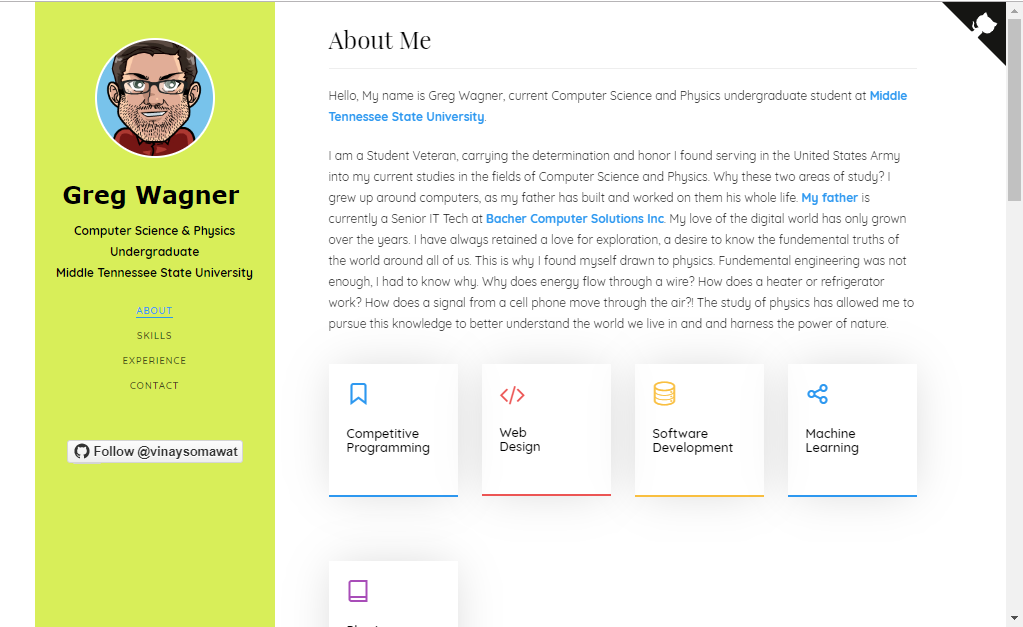 Greg Wagner
Computer Science & Physics
Undergraduate
Middle Tennessee State University
ABOUT
SKILLS
EXPERIENCE
CONTACT
Follow @vinaysomawat
About Me
Hello, My name is Greg Wagner, current Computer Science and Physics undergraduate student at Middle
Tennessee State University.
I am a Student Veteran, carrying the determination and honor I found serving in the United States Army
into my current studies in the fields of Computer Science and Physics. Why these two areas of study? I
grew up around computers, as my father has built and worked on them his whole life. My father is
currently a Senior IT Tech at Bacher Computer Solutions Inc. My love of the digital world has only grown
over the years. I have always retained a love for exploration, a desire to know the fundemental truths of
the world around all of us. This is why I found myself drawn to physics. Fundemental engineering was not
enough, I had to know why. Why does energy flow through a wire? How does a heater or refrigerator
work? How does a signal from a cell phone move through the air?! The study of physics has allowed me to
pursue this knowledge to better understand the world we live in and and harness the power of nature.
Competitive
Programming
Web
Design
Software
Development
Machine
Learning